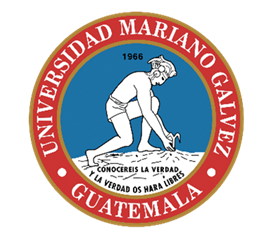 UNIVERSIDAD MARIANO GALVEZ
1966
CONOCEREIS LA VERDAD
Y LA VERDAD OS HARA LIBRES
GUATEMALA